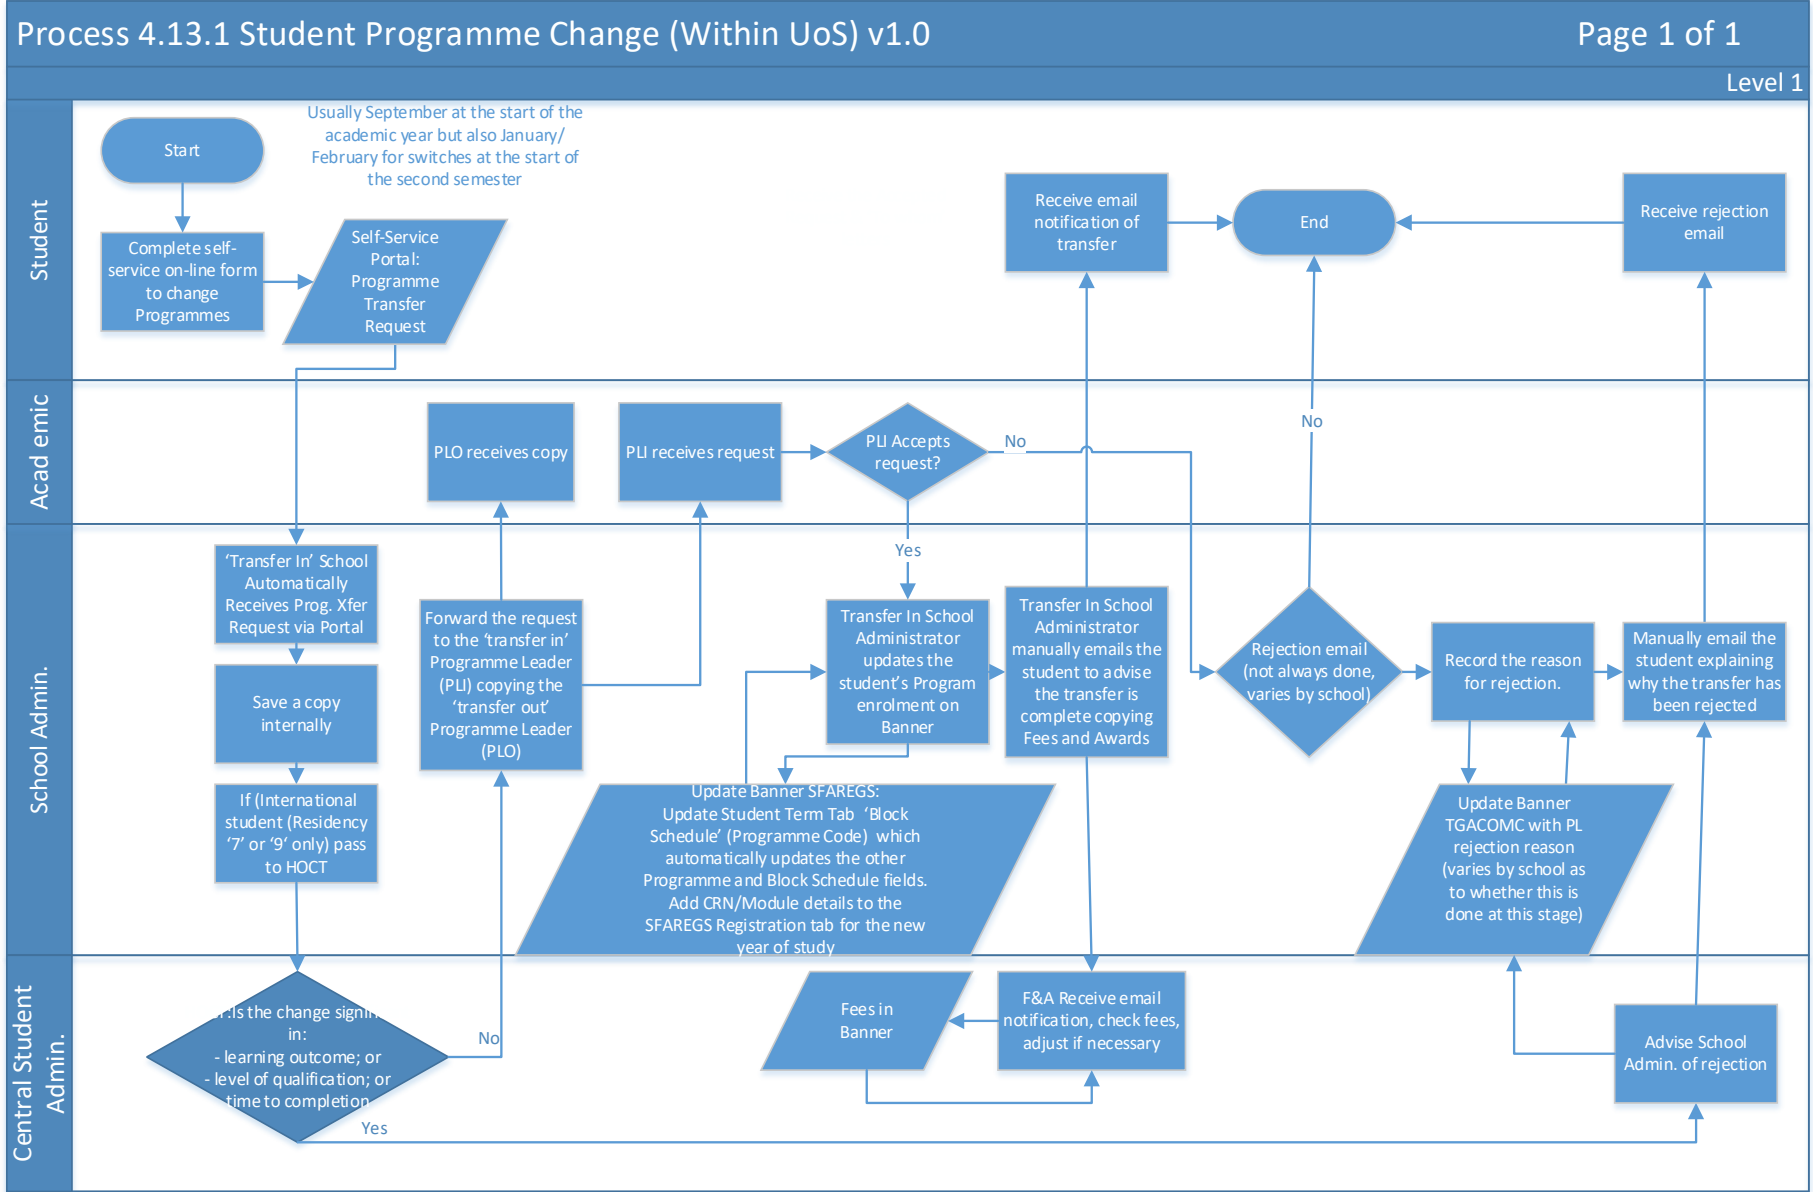 Process 4.13.1 Student Programme Change (Within UoS) v1.0
Page 1 of 1
Level 1
Student
Usually September at the start of the
academic year but also January/
February for switches at the start of
the second semester
Start
Complete self-
service on-line form
to change
Programmes
Self-Service
Portal:
Programme
Transfer
Request
Receive email
notification of
transfer
End
Receive rejection
email
Acad emic
PLO receives copy
PLI receives request
PLI Accepts
request?
No
No
Yes
School Admin.
‘Transfer In’ School
Automatically
Receives Prog. Xfer
Request via Portal
Save a copy
internally
If (International
student (Residency
‘7’ or ‘9’ only) pass
to HOCT
Forward the request
to the ‘transfer in’
Programme Leader
(PLI) copying the
‘transfer out’
Programme Leader
(PLO)
Transfer In School
Administrator
updates the
student’s Program
enrolment on
Banner
Transfer In School
Administrator
manually emails the
student to advise
the transfer is
complete copying
Fees and Awards
Rejection email
(not always done,
varies by school)
Record the reason
for rejection.
Manually email the
student explaining
why the transfer has
been rejected
Update Banner SFAREGS:
Update Student Term Tab ‘Block
Schedule’ (Programme Code) which
automatically updates the other
Programme and Block Schedule fields.
Add CRN/Module details to the
SFAREGS Registration tab for the new
year of study
Update Banner
TGACOMC with PL
rejection reason
(varies by school as
to whether this is
done at this stage)
Central Student
Admin.
Is the change
in:
- learning outcome; or
- level of qualification; or
time to completion
No
Yes
Fees in
Banner
F&A Receive email
notification, check fees,
adjust if necessary
Advise School
Admin. of rejection